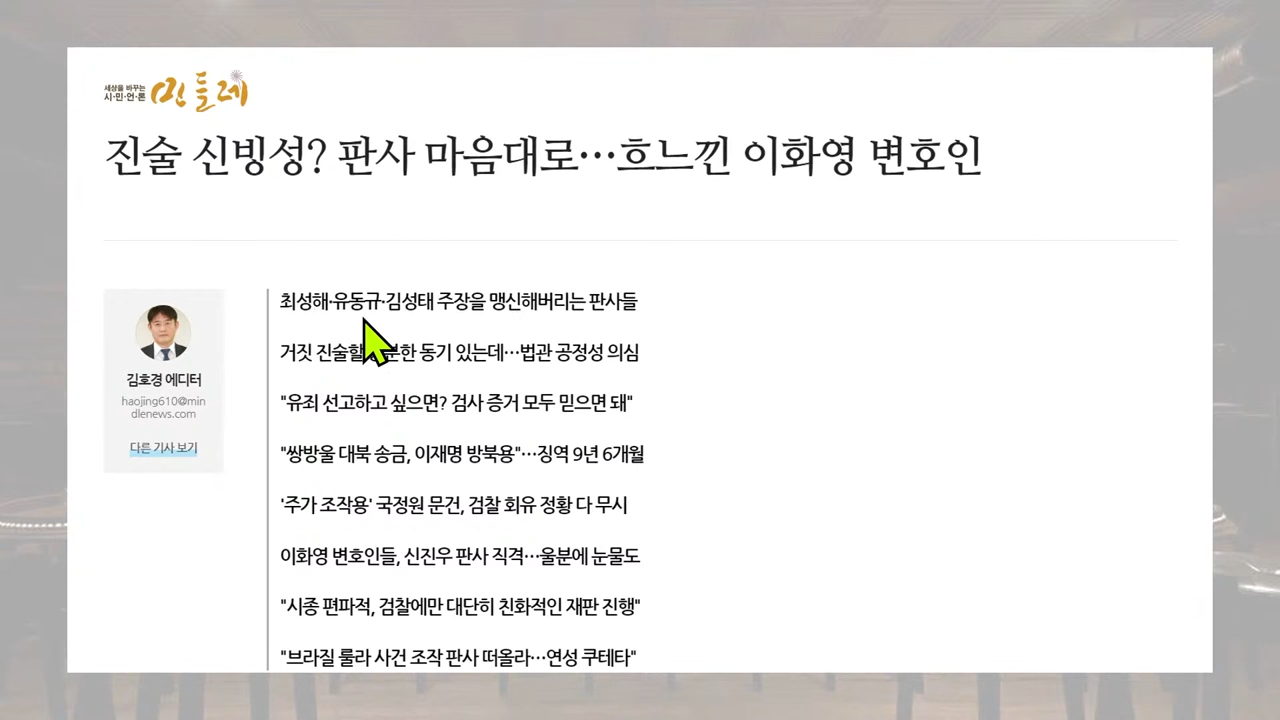 세상을 바꾸는
시·민·언·론
민들레
진술 신빙성? 판사 마음대로…흐느낀 이화영 변호인
최성해·유동규·김성태 주장을 맹신해버리는 판사들
거짓 진술할 한 동기 있는데…법관 공정성 의심
"유죄 선고하고 싶으면? 검사 증거 모두 믿으면 돼"
"쌍방울 대북 송금, 이재명 방북용"…징역 9년 6개월
'주가 조작용' 국정원 문건, 검찰 회유 정황 다 무시
이화영 변호인들, 신진우 판사 직격…울분에 눈물도
"시종 편파적, 검찰에만 대단히 친화적인 재판 진행"
"브라질 룰라 사건 조작 판사 떠올라…연성 쿠테타"
김호경 에디터
haojing610@min
dlenews.com
다른 기사 보기